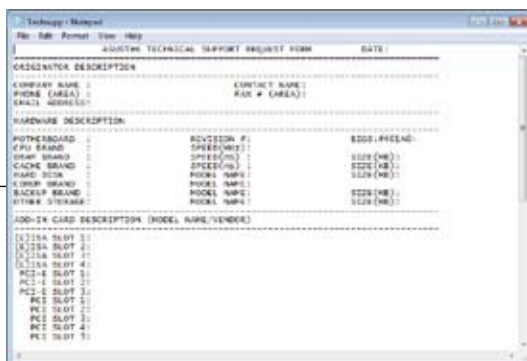 Techsupp - Notepad
File Edit Format View Help
ASUSTEK TECHNICAL SUPPORT REQUEST FORM DATE:
ORIGINATOR DESCRIPTION
COMPANY NAME : CONTACT NAME:
PHONE (AREA) : FAX # (AREA):
EMAIL ADDRESS:
HARDWARE DESCRIPTION
MOTHERBOARD : REVISION #: BIOS:
CPU BRAND : SPEED(MHz):
DRAM BRAND : SPEED(ns) : SIZE(MB):
CACHE BRAND : SPEED(ns) : SIZE(KB):
HARD DISK : MODEL NAME: SIZE(MB):
CDROM BRAND : MODEL NAME:
BACKUP BRAND : MODEL NAME: SIZE(MB):
OTHER STORAGE: MODEL NAME: SIZE(MB):
ADD-IN CARD DESCRIPTION (MODEL NAME/VENDOR)
[E]ISA SLOT 1:
[E]ISA SLOT 2:
[E]ISA SLOT 3:
[E]ISA SLOT 4:
PCI-E SLOT 1:
PCI-E SLOT 2:
PCI-E SLOT 3:
PCI SLOT 1:
PCI SLOT 2:
PCI SLOT 3:
PCI SLOT 4:
PCI SLOT 5: